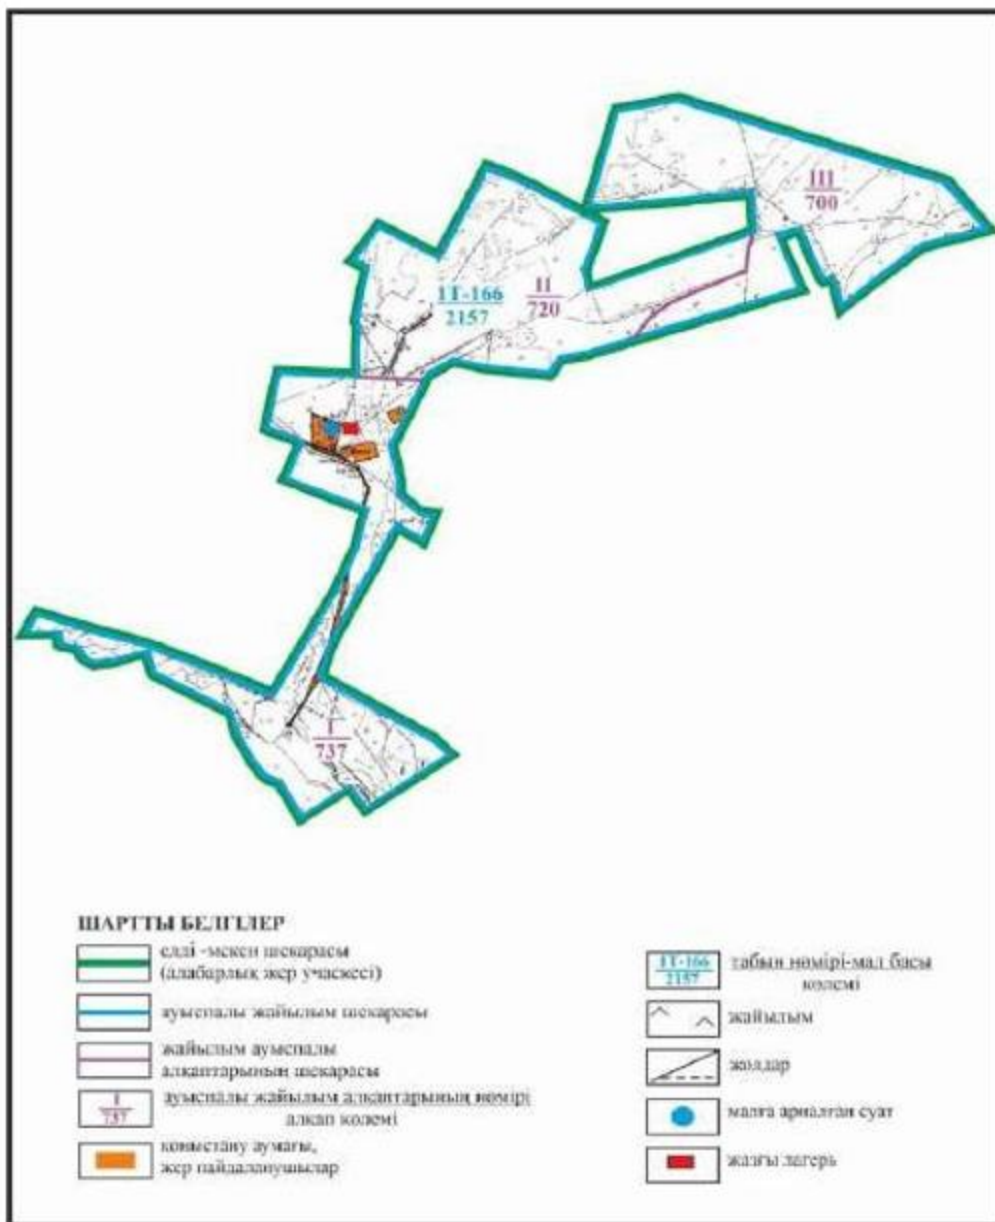 III
700
1Т-166
2157
II
720
I
737
ШАРТТЫ БЕЛГІЛЕР
елді -мекен шекарасы
(алабарлық жер учаскесі)
ауыспалы жайылым шекарасы
жайылым ауыспалы
алқаптарының шекарасы
I
737
ауыспалы жайылым алқаптарының нөмірі
алқап көлемі
қоныстану аумағы,
жер пайдаланушылар
1Т-166
2157
табын нөмірі-мал басы
көлемі
жайылым
жолдар
малға арналған суат
жазғы лагерь